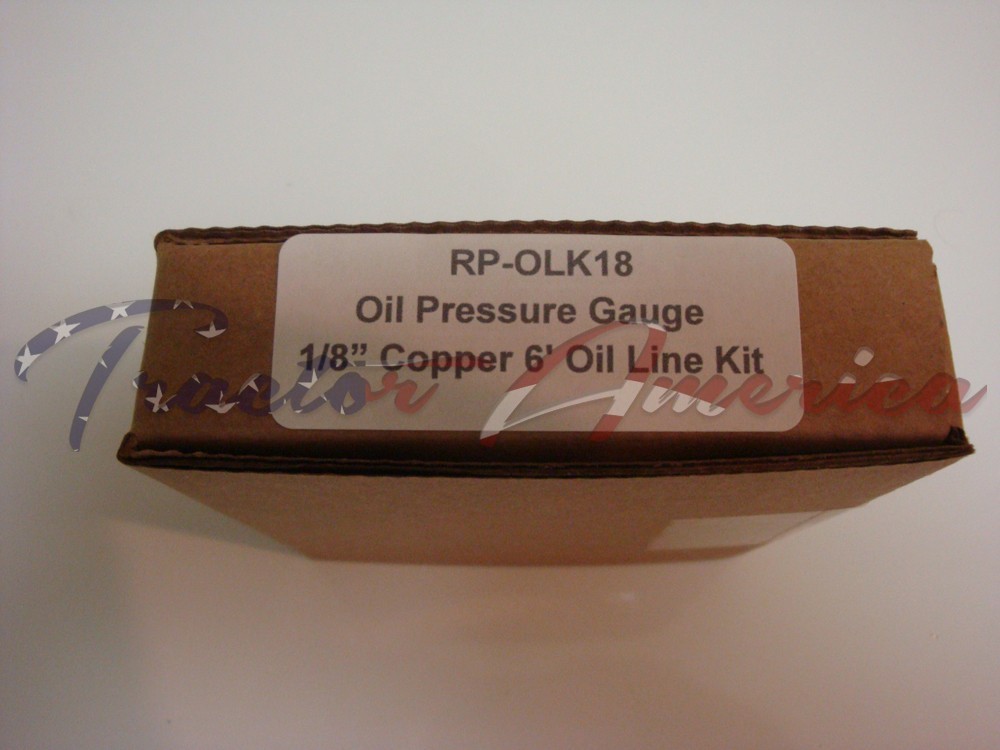 RP-OLK18
Oil Pressure Gauge
1/8” Copper 6' Oil Line Kit
Tractor America